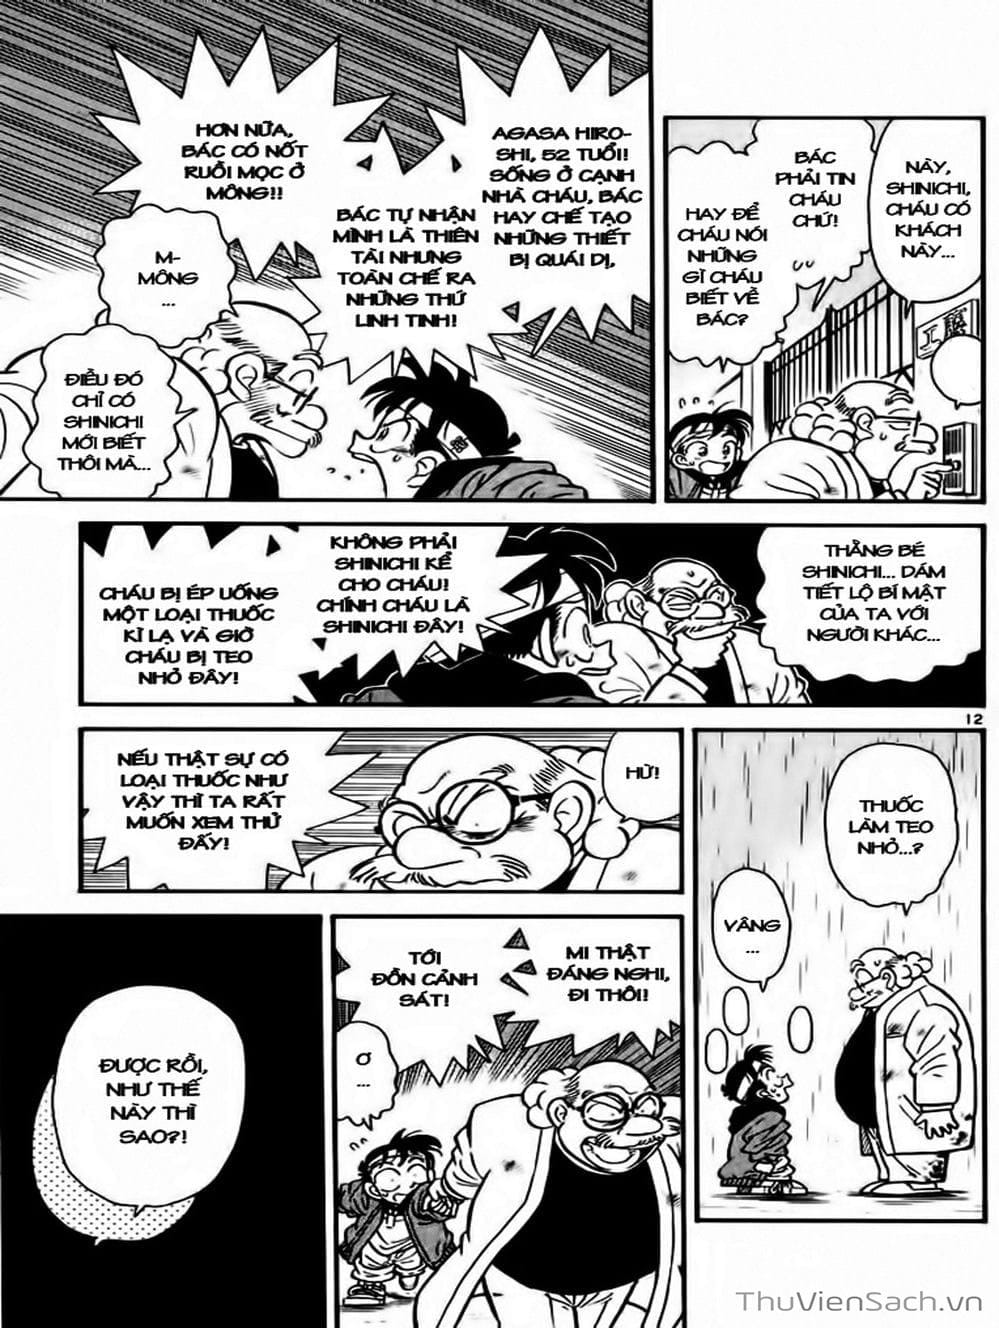 NÀY,
SHINICHI,
CHÁU CÓ
KHÁCH
NÀY...
BÁC
PHẢI TIN
CHÁU
CHỨ!
HAY ĐỂ
CHÁU NÓI
NHỮNG
GÌ CHÁU
BIẾT VỀ
BÁC?
工藤
AGASA HIRO-
SHI, 52 TUỔI!
SỐNG Ở CẠNH
NHÀ CHÁU, BÁC
HAY CHẾ TẠO
NHỮNG THIẾT
BỊ QUÁI DỊ,
BÁC TỰ NHẬN
MÌNH LÀ THIÊN
TÀI NHƯNG
TOÀN CHẾ RA
NHỮNG THỨ
LINH TINH!
HƠN NỮA,
BÁC CÓ NỐT
RUỒI MỌC Ở
MÔNG!!
M-
MÔNG
...
ĐIỀU ĐÓ
CHỈ CÓ
SHINICHI
MỚI BIẾT
THÔI MÀ...
THẰNG BÉ
SHINICHI... DÁM
TIẾT LỘ BÍ MẬT
CỦA TA VỚI
NGƯỜI KHÁC...
KHÔNG PHẢI
SHINICHI KỂ
CHO CHÁU!
CHÍNH CHÁU LÀ
SHINICHI ĐÂY!
CHÁU BỊ ÉP UỐNG
MỘT LOẠI THUỐC
KÌ LẠ VÀ GIỜ
CHÁU BỊ TEO
NHỎ ĐÂY!
12
THUỐC
LÀM TEO
NHỎ...?
VÂNG
...
HỪ!
NẾU THẬT SỰ CÓ
LOẠI THUỐC NHƯ
VẬY THÌ TA RẤT
MUỐN XEM THỬ
ĐẤY!
MI THẬT
ĐÁNG NGHI,
ĐI THÔI!
TỚI
ĐỒN CẢNH
SÁT!
Ơ
...
ĐƯỢC RỒI,
NHƯ THẾ
NÀY THÌ
SAO?!
ThuVienSach.vn